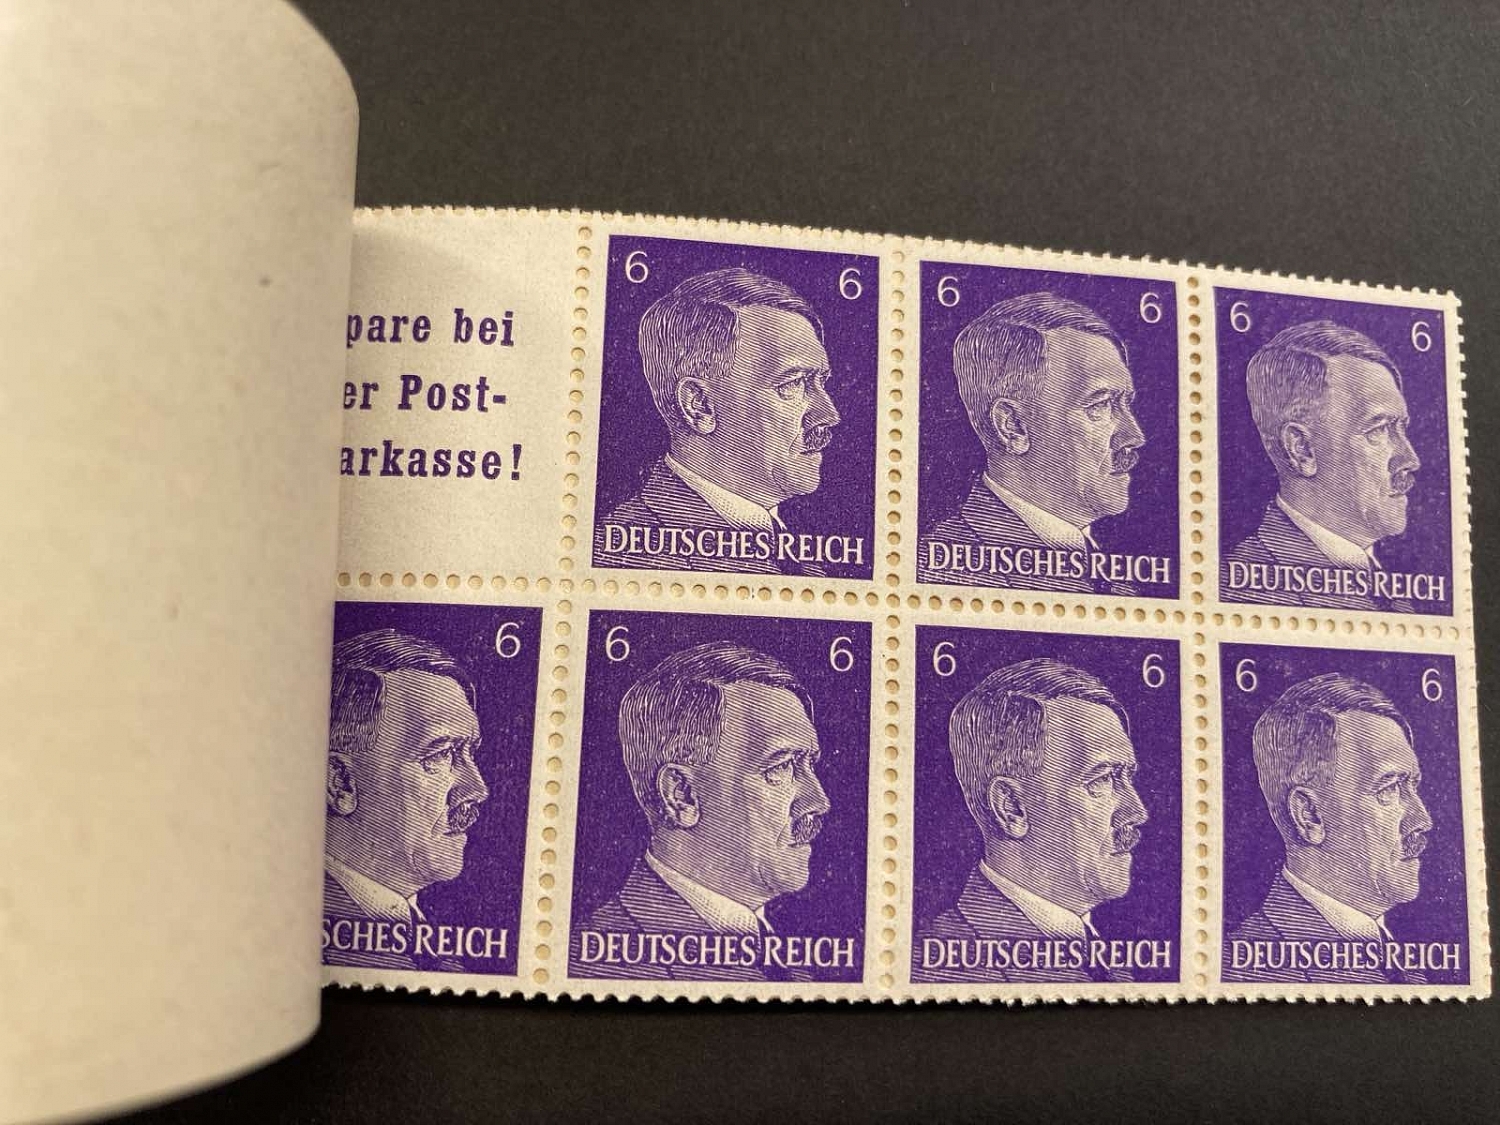 pare bei
er Post-
arkasse!
6 6
DEUTSCHES REICH
6 6
DEUTSCHES REICH
6 6
DEUTSCHES REICH
6
SCHES REICH
6 6
DEUTSCHES REICH
6 6
DEUTSCHES REICH
6 6
DEUTSCHES REICH